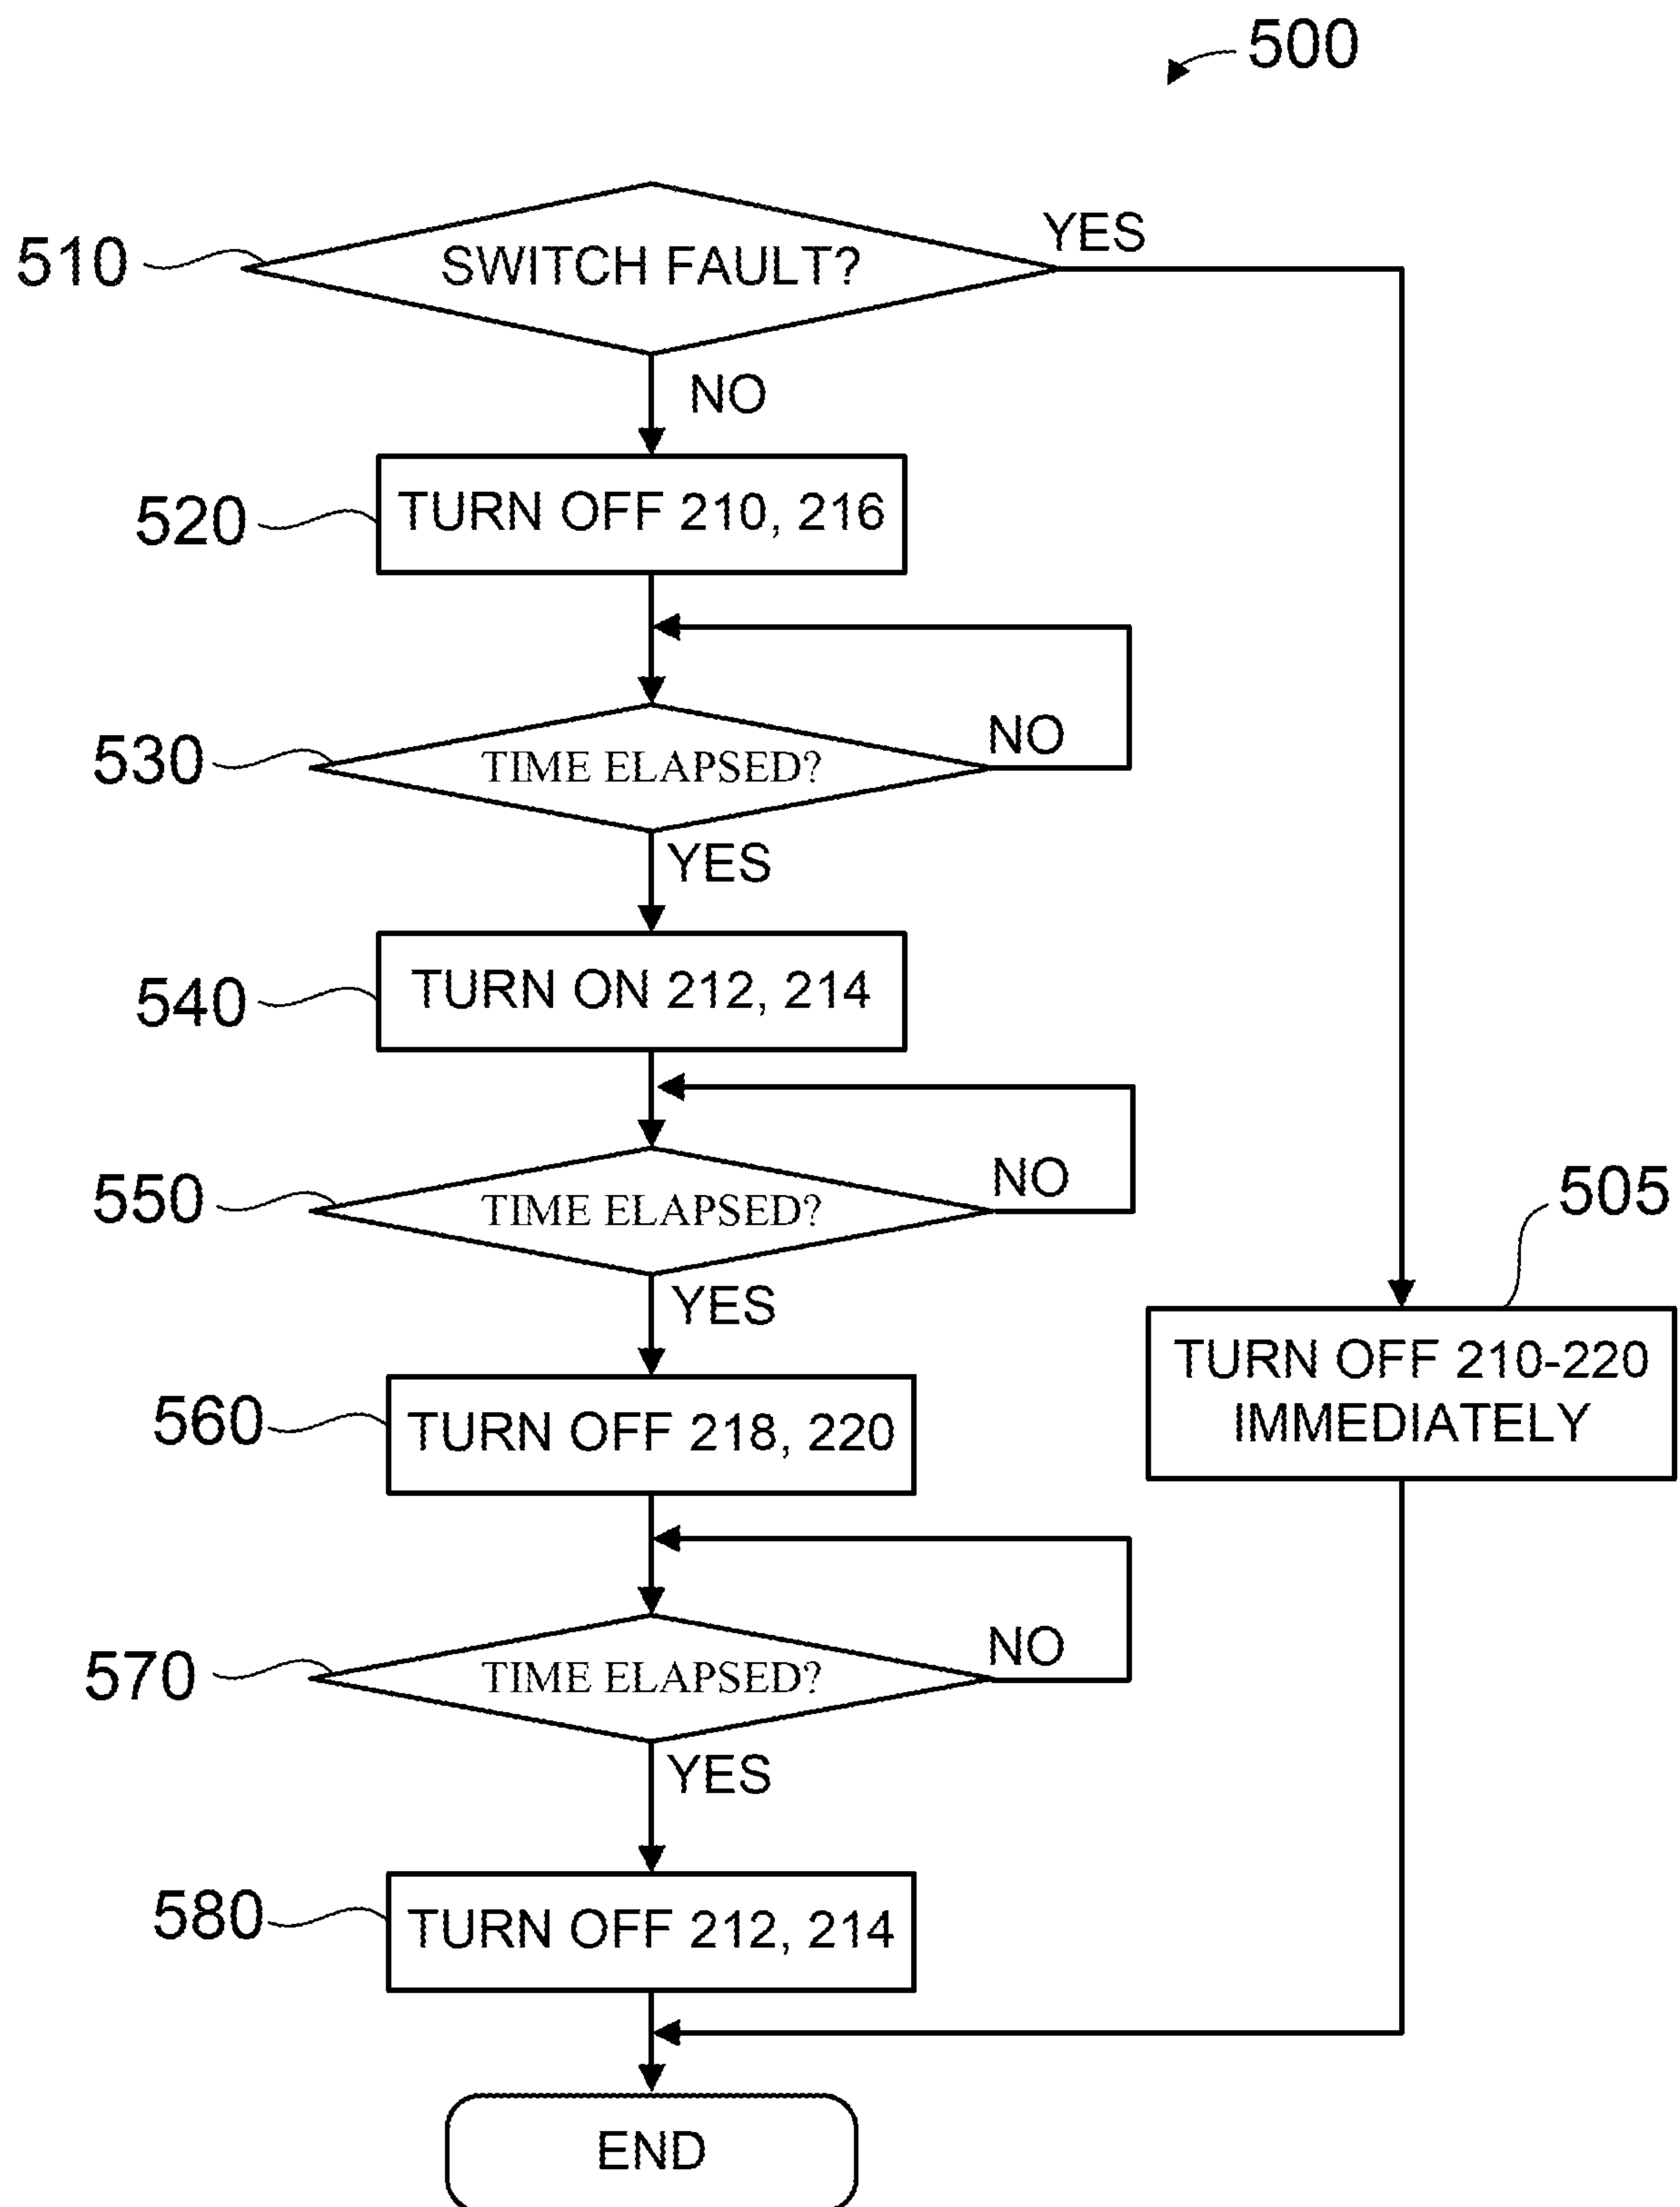 500
510
SWITCH FAULT?
YES
NO
520
TURN OFF 210, 216
530
TIME ELAPSED?
NO
YES
540
TURN ON 212, 214
550
TIME ELAPSED?
NO
YES
505
TURN OFF 210-220
IMMEDIATELY
560
TURN OFF 218, 220
570
TIME ELAPSED?
NO
YES
580
TURN OFF 212, 214
END